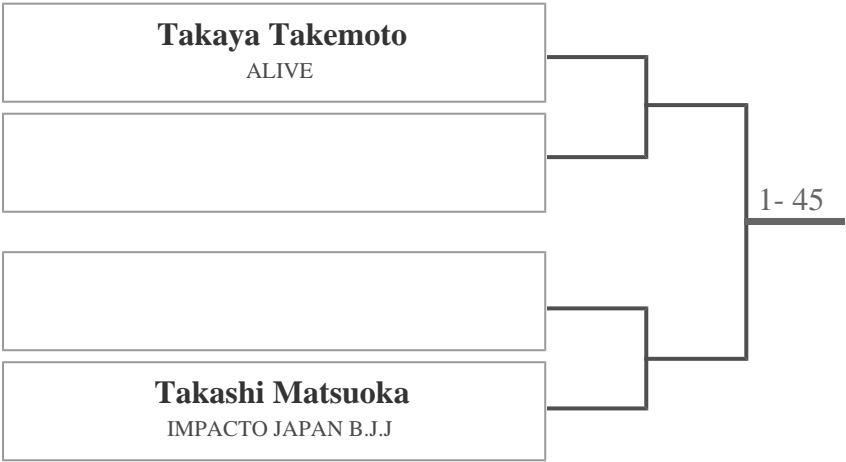 Takaya Takemoto
ALIVE
1- 45
Takashi Matsuoka
IMPACTO JAPAN B.J.J